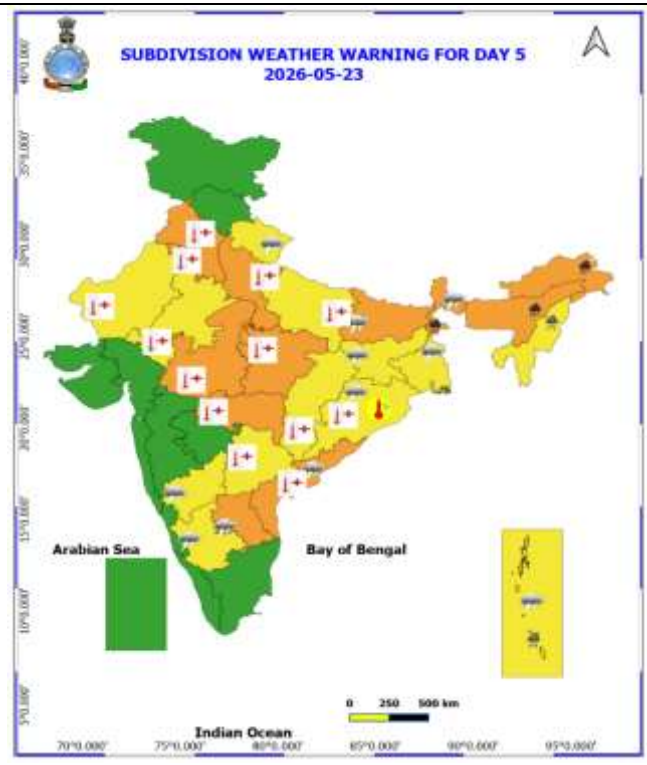 SUBDIVISION WEATHER WARNING FOR DAY 5
2026-05-23
40°0.000'
35°0.000'
30°0.000'
25°0.000'
20°0.000'
15°0.000'
10°0.000'
5°0.000'
Arabian Sea
Bay of Bengal
0 250 500 km
Indian Ocean
70°0.000' 75°0.000' 80°0.000' 85°0.000' 90°0.000' 95°0.000'